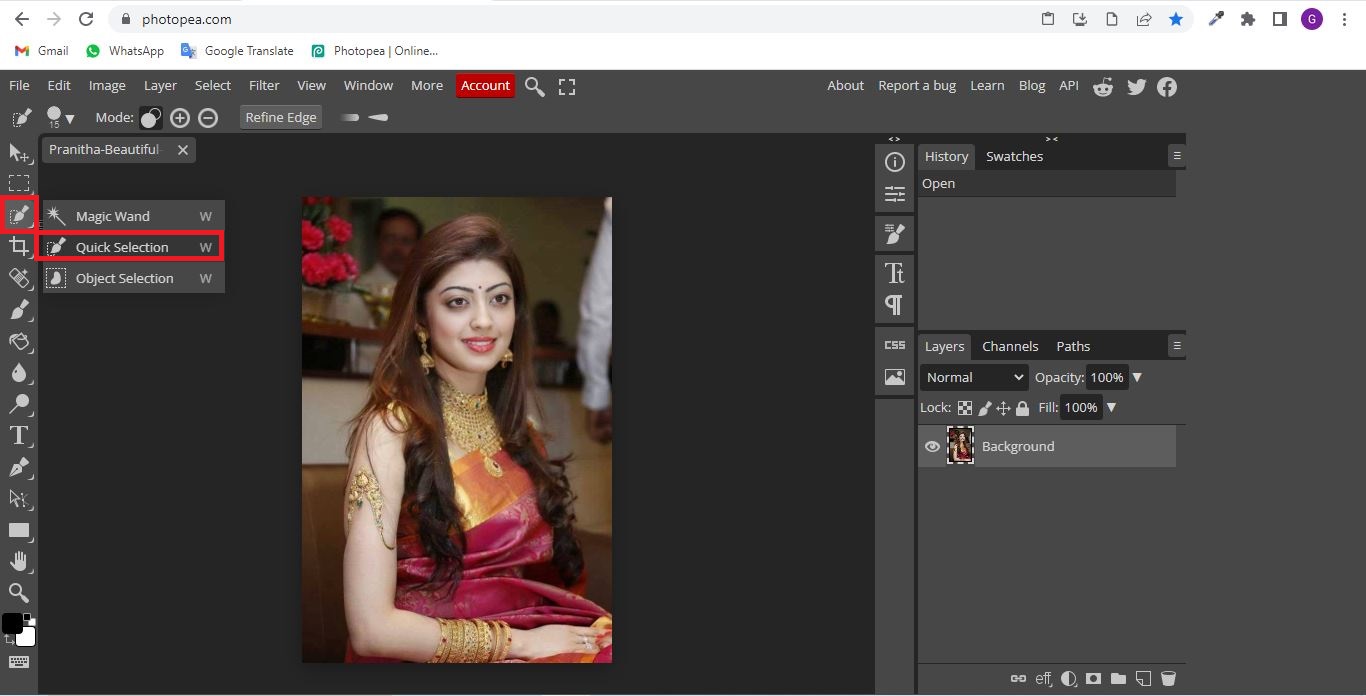 photopea.com
G
Gmail WhatsApp Google Translate Photopea | Online...
File Edit Image Layer Select Filter View Window More Account About Report a bug Learn Blog API
15 Mode: Refine Edge
Pranitha-Beautiful-
History Swatches
Open
Magic Wand W
Quick Selection W
Object Selection W
Tt
CSS
Layers Channels Paths
Normal Opacity: 100%
Lock: Fill: 100%
Background
T
eff